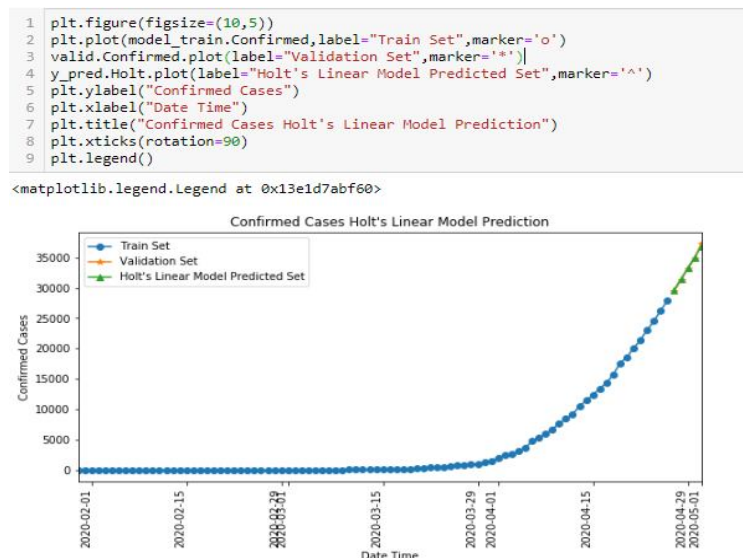 1 plt.figure(figsize=(10,5))
2 plt.plot(model_train.Confirmed,label="Train Set",marker='o')
3 valid.Confirmed.plot(label="Validation Set",marker='*')
4 y_pred.Holt.plot(label="Holt's Linear Model Predicted Set",marker='^')
5 plt.ylabel("Confirmed Cases")
6 plt.xlabel("Date Time")
7 plt.title("Confirmed Cases Holt's Linear Model Prediction")
8 plt.xticks(rotation=90)
9 plt.legend()
<matplotlib.legend.Legend at 0x13e1d7abf60>
Confirmed Cases Holt's Linear Model Prediction
Train Set
Validation Set
Holt's Linear Model Predicted Set
Confirmed Cases
35000
30000
25000
20000
15000
10000
5000
0
2020-02-01
2020-02-15
2020-02-29
2020-03-01
2020-03-15
2020-03-29
2020-04-01
2020-04-15
2020-04-29
2020-05-01
Date Time